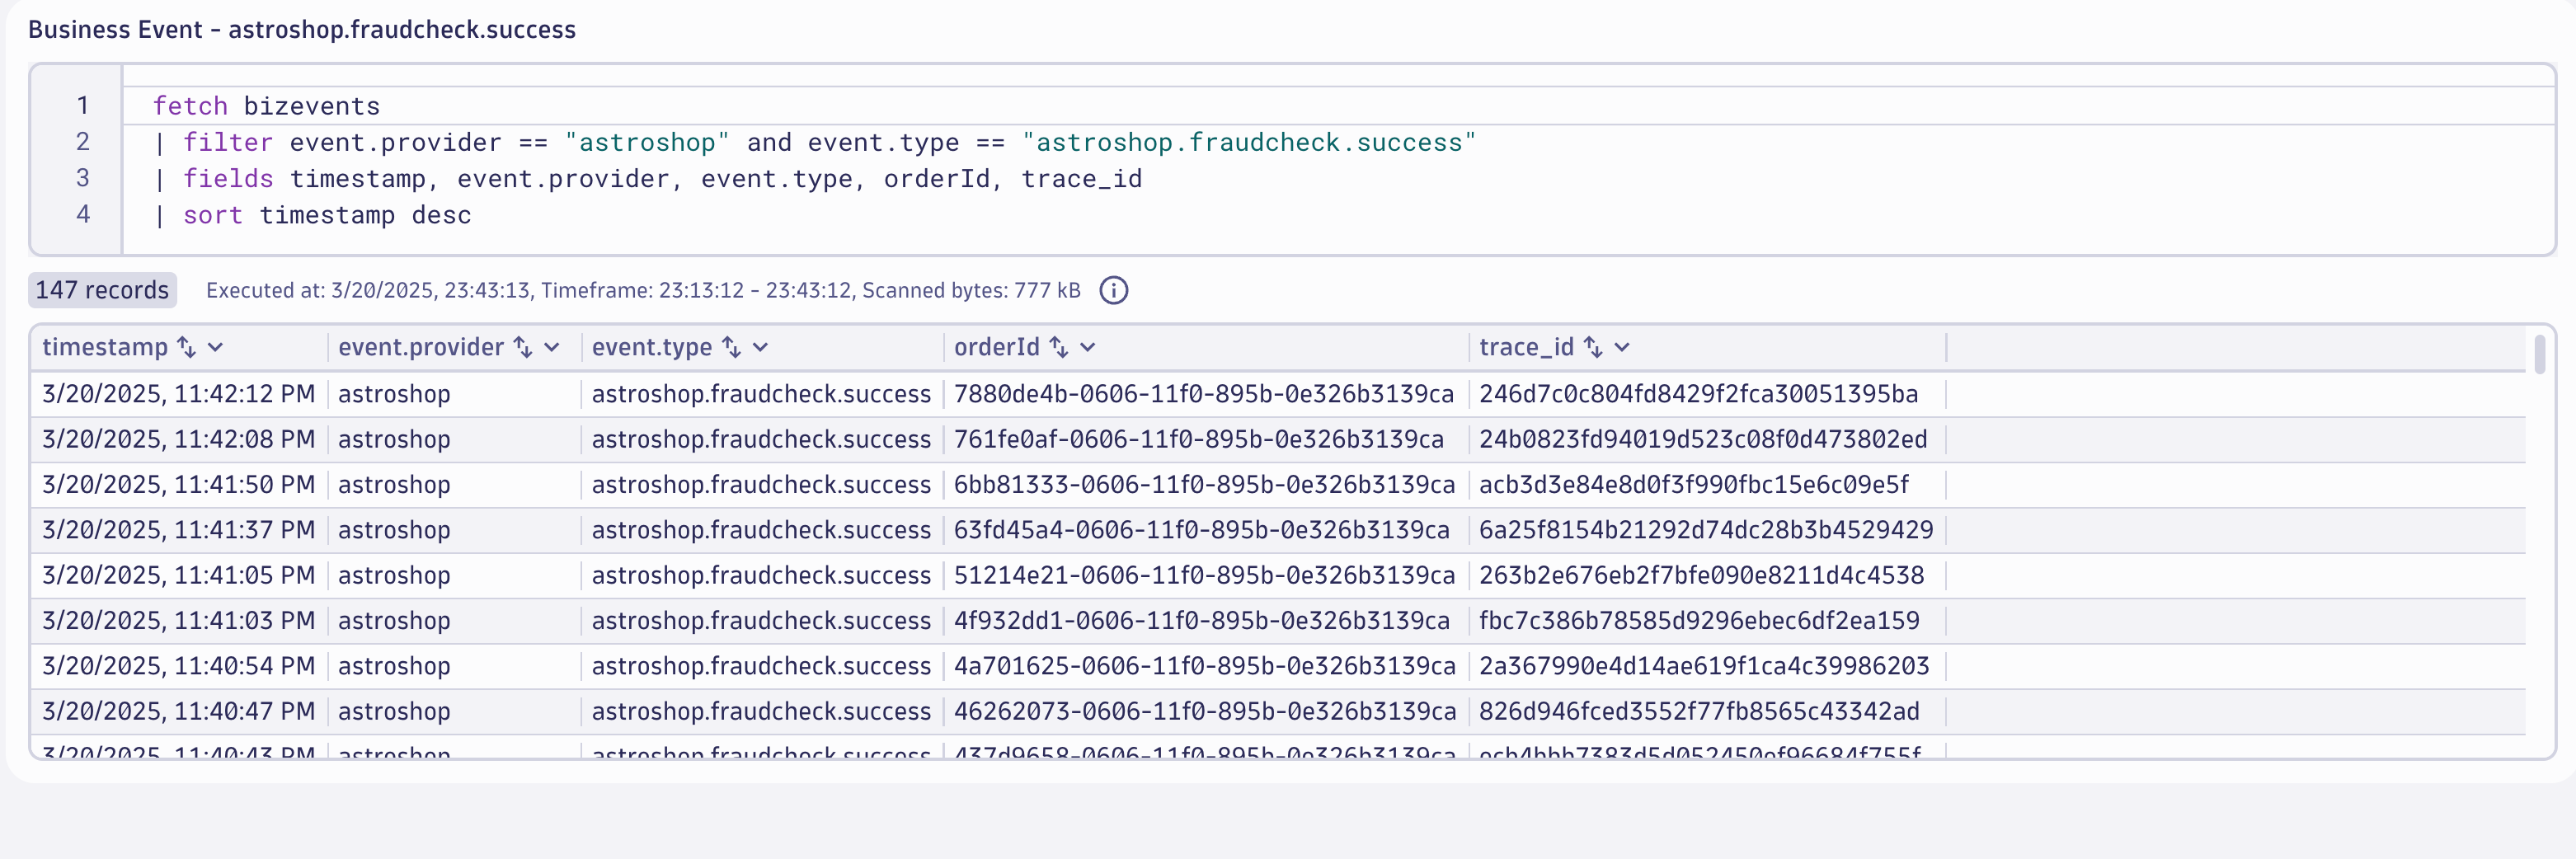 Business Event - astroshop.fraudcheck.success
1 fetch bizevents
2 | filter event.provider == "astroshop" and event.type == "astroshop.fraudcheck.success"
3 | fields timestamp, event.provider, event.type, orderId, trace_id
4 | sort timestamp desc
147 records Executed at: 3/20/2025, 23:43:13, Timeframe: 23:13:12 - 23:43:12, Scanned bytes: 777 kB
timestamp event.provider event.type orderId trace_id
3/20/2025, 11:42:12 PM astroshop astroshop.fraudcheck.success 7880de4b-0606-11f0-895b-0e326b3139ca 246d7c0c804fd8429f2fca30051395ba
3/20/2025, 11:42:08 PM astroshop astroshop.fraudcheck.success 761fe0af-0606-11f0-895b-0e326b3139ca 24b0823fd94019d523c08f0d473802ed
3/20/2025, 11:41:50 PM astroshop astroshop.fraudcheck.success 6bb81333-0606-11f0-895b-0e326b3139ca acb3d3e84e8d0f3f990fbc15e6c09e5f
3/20/2025, 11:41:37 PM astroshop astroshop.fraudcheck.success 63fd45a4-0606-11f0-895b-0e326b3139ca 6a25f8154b21292d74dc28b3b4529429
3/20/2025, 11:41:05 PM astroshop astroshop.fraudcheck.success 51214e21-0606-11f0-895b-0e326b3139ca 263b2e676eb2f7bfe090e8211d4c4538
3/20/2025, 11:41:03 PM astroshop astroshop.fraudcheck.success 4f932dd1-0606-11f0-895b-0e326b3139ca fbc7c386b78585d9296ebec6df2ea159
3/20/2025, 11:40:54 PM astroshop astroshop.fraudcheck.success 4a701625-0606-11f0-895b-0e326b3139ca 2a367990e4d14ae619f1ca4c39986203
3/20/2025, 11:40:47 PM astroshop astroshop.fraudcheck.success 46262073-0606-11f0-895b-0e326b3139ca 826d946fced3552f77fb8565c43342ad
3/20/2025, 11:40:43 PM astroshop astroshop.fraudcheck.success 437d9658-0606-11f0-895b-0e326b3139ca